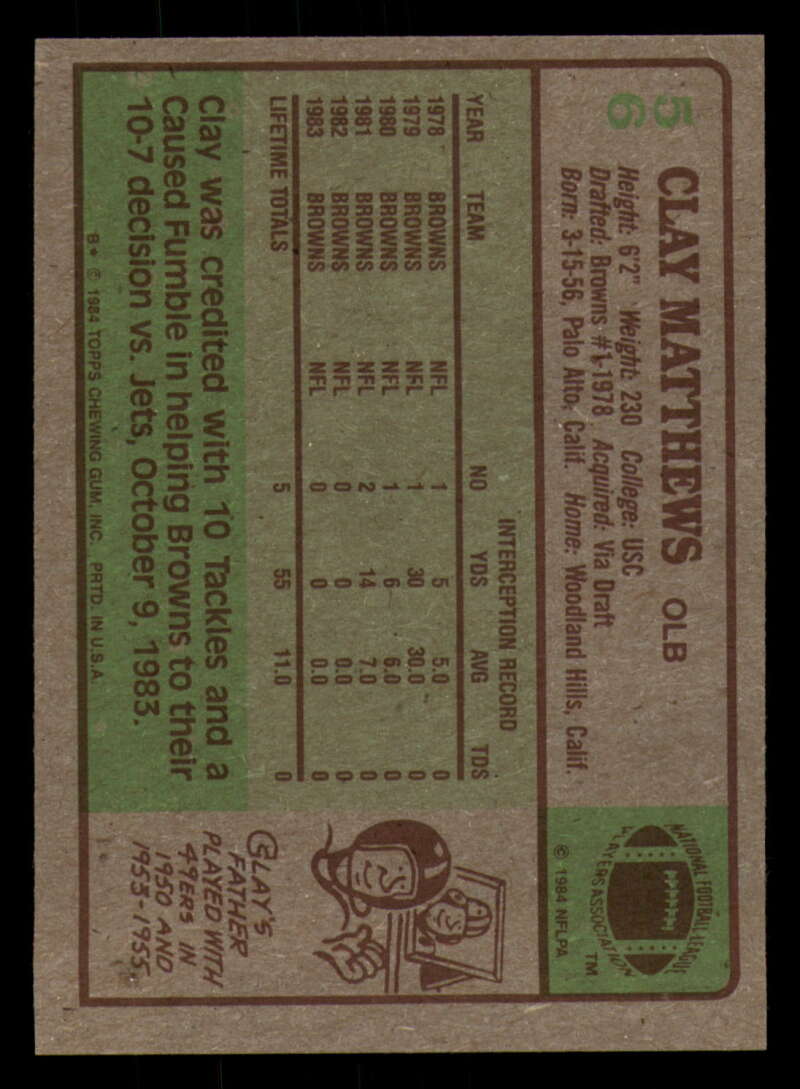 56
CLAY MATTHEWS OLB
Height: 6'2" Weight: 230 College: USC
Drafted: Browns #1-1978 Acquired: Via Draft
Born: 3-15-56, Palo Alto, Calif. Home: Woodland Hills, Calif.
NATIONAL FOOTBALL LEAGUE
PLAYERS ASSOCIATION
TM
© 1984 NFLPA
INTERCEPTION RECORD
YEAR TEAM NO YDS AVG TDS
1978 BROWNS NFL 1 5 5.0 0
1979 BROWNS NFL 1 30 30.0 0
1980 BROWNS NFL 1 6 6.0 0
1981 BROWNS NFL 2 14 7.0 0
1982 BROWNS NFL 0 0 0.0 0
1983 BROWNS NFL 0 0 0.0 0
LIFETIME TOTALS 5 55 11.0 0
Clay was credited with 10 Tackles and a
Caused Fumble in helping Browns to their
10-7 decision vs. Jets, October 9, 1983.
CLAY'S
FATHER
PLAYED WITH
49ERS IN
1950 AND
1953-1955.
B* © 1984 TOPPS CHEWING GUM, INC. PRTD. IN U.S.A.